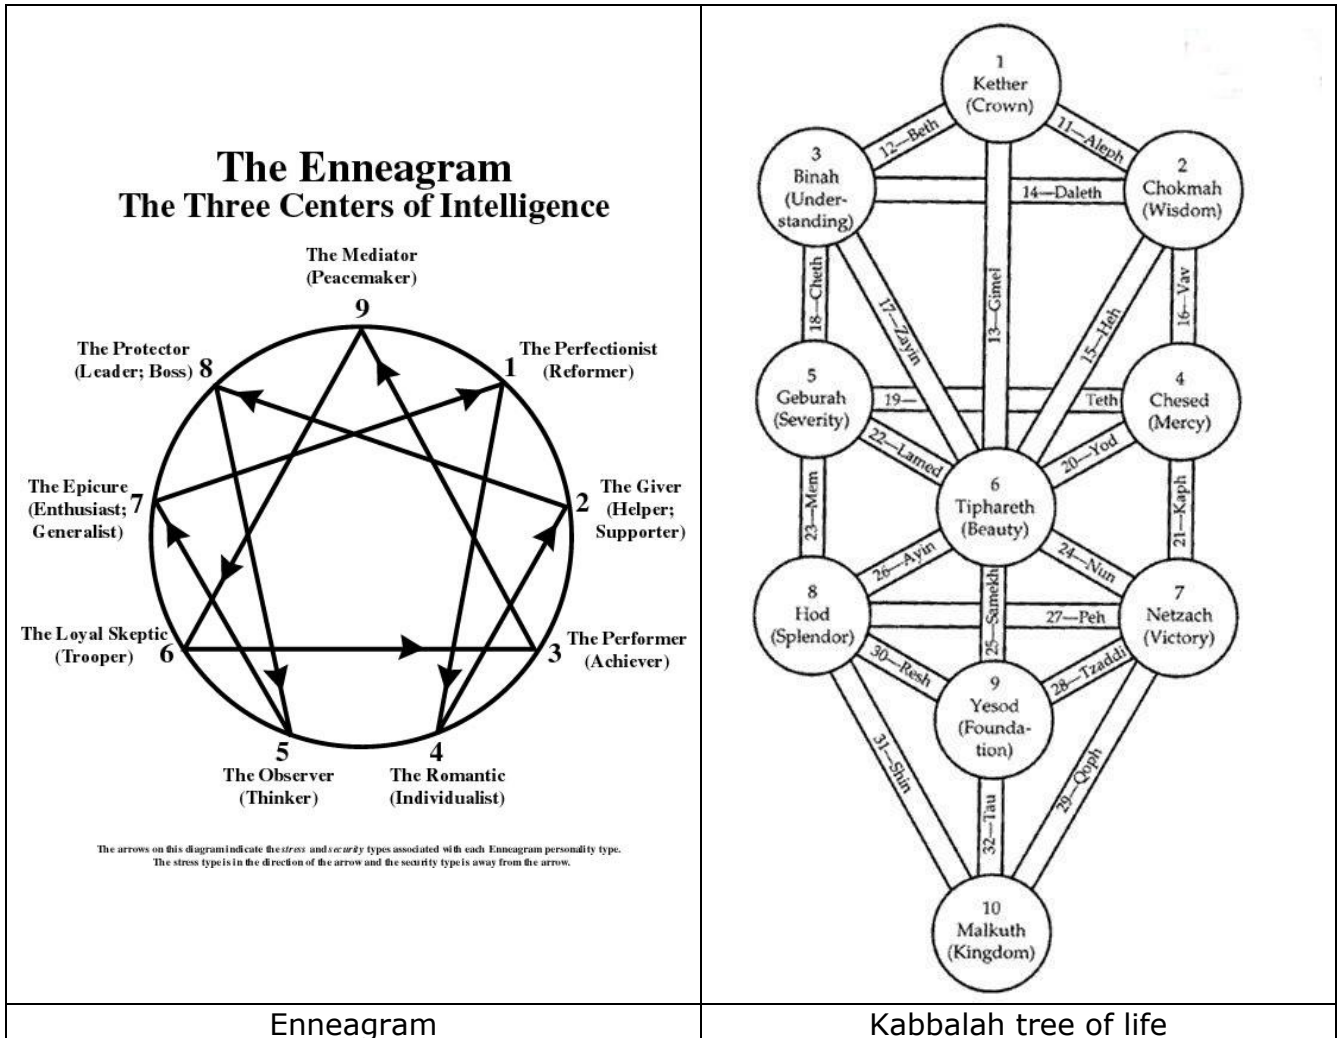 The Enneagram
The Three Centers of Intelligence
The Mediator
(Peacemaker)
9
The Protector
(Leader; Boss) 8
1 The Perfectionist
(Reformer)
The Epicure
(Enthusiast; 7
Generalist)
2 The Giver
(Helper;
Supporter)
The Loyal Skeptic
(Trooper) 6
3 The Performer
(Achiever)
5
The Observer
(Thinker)
4
The Romantic
(Individualist)
The arrows on this diagram indicate the stress and security types associated with each Enneagram personality type.
The stress type is in the direction of the arrow and the security type is away from the arrow.
Enneagram
1
Kether
(Crown)
12—Beth
11—Aleph
3
Binah
(Under-
standing)
2
Chokmah
(Wisdom)
14—Daleth
18—Cheth
17—Zayin
13—Gimel
15—Heh
16—Vav
5
Geburah
(Severity)
4
Chesed
(Mercy)
19— Teth
22—Lamed
20—Yod
6
Tiphareth
(Beauty)
23—Mem
21—Kaph
26—Ayin
24—Nun
25—Samekh
8
Hod
(Splendor)
7
Netzach
(Victory)
27—Peh
30—Resh
28—Tzaddi
9
Yesod
(Founda-
tion)
31—Shin
32—Tau
29—Qoph
10
Malkuth
(Kingdom)
Kabbalah tree of life